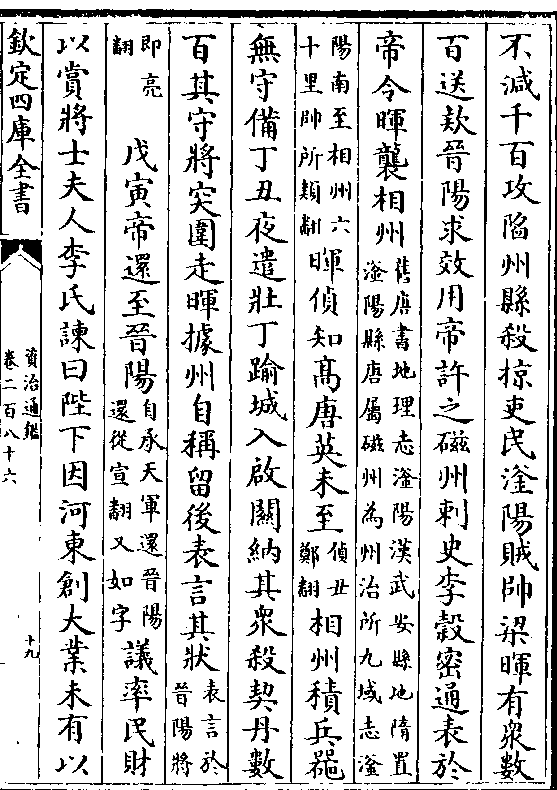 不減千百攻陷州縣殺掠吏民滏陽賊帥梁暉有衆數
百送欵晉陽求效用帝許之磁州刺史李穀密通表於
帝令暉襲相州舊唐書地理志滏陽漢武安縣地隋置滏陽縣唐屬磁州為州治所九域志滏
陽南至相州六十里帥所類翻暉偵知髙唐英未至偵丑鄭翻相州積兵噐
無守備丁丑夜遣壯丁踰城入啟關納其衆殺契丹數
百其守將突圍走暉據州自稱留後表言其狀表言於晉陽將
即亮翻戊寅帝還至晉陽自承天軍還晉陽還從宣翻又如字議率民財
以賞將士夫人李氏諫曰陛下因河東創大業未有以
欽定四庫全書
資治通鑑
卷二百八十六
十九